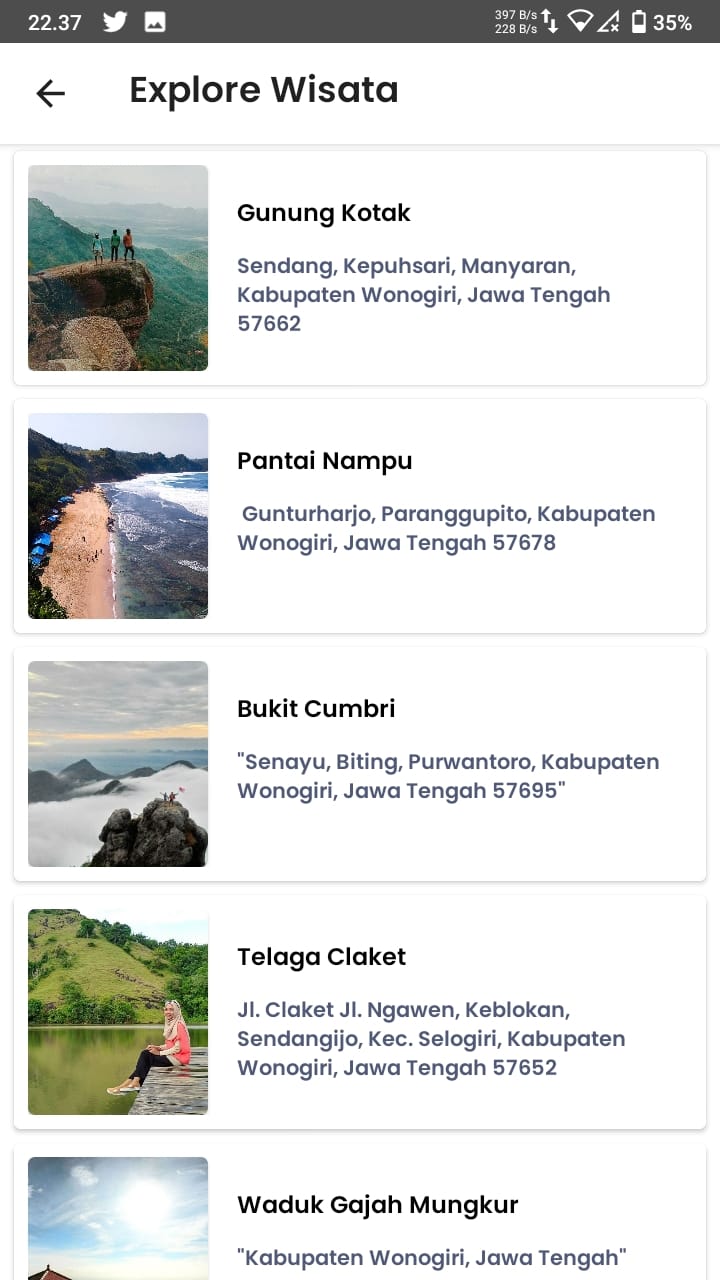 22.37
397 B/s
228 B/s
35%
Explore Wisata
Gunung Kotak
Sendang, Kepuhsari, Manyaran,
Kabupaten Wonogiri, Jawa Tengah
57662
Pantai Nampu
Gunturharjo, Paranggupito, Kabupaten
Wonogiri, Jawa Tengah 57678
Bukit Cumbri
"Senayu, Biting, Purwantoro, Kabupaten
Wonogiri, Jawa Tengah 57695"
Telaga Claket
Jl. Claket Jl. Ngawen, Keblokan,
Sendangijo, Kec. Selogiri, Kabupaten
Wonogiri, Jawa Tengah 57652
Waduk Gajah Mungkur
"Kabupaten Wonogiri, Jawa Tengah"